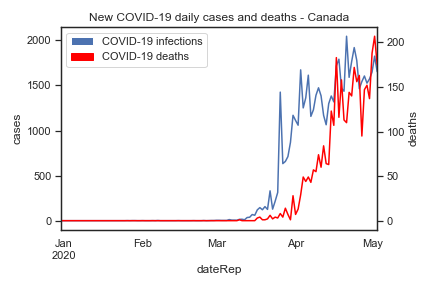 New COVID-19 daily cases and deaths - Canada
COVID-19 infections
COVID-19 deaths
2000
1500
1000
500
0
cases
200
150
100
50
0
deaths
Jan Feb Mar Apr May
2020
dateRep